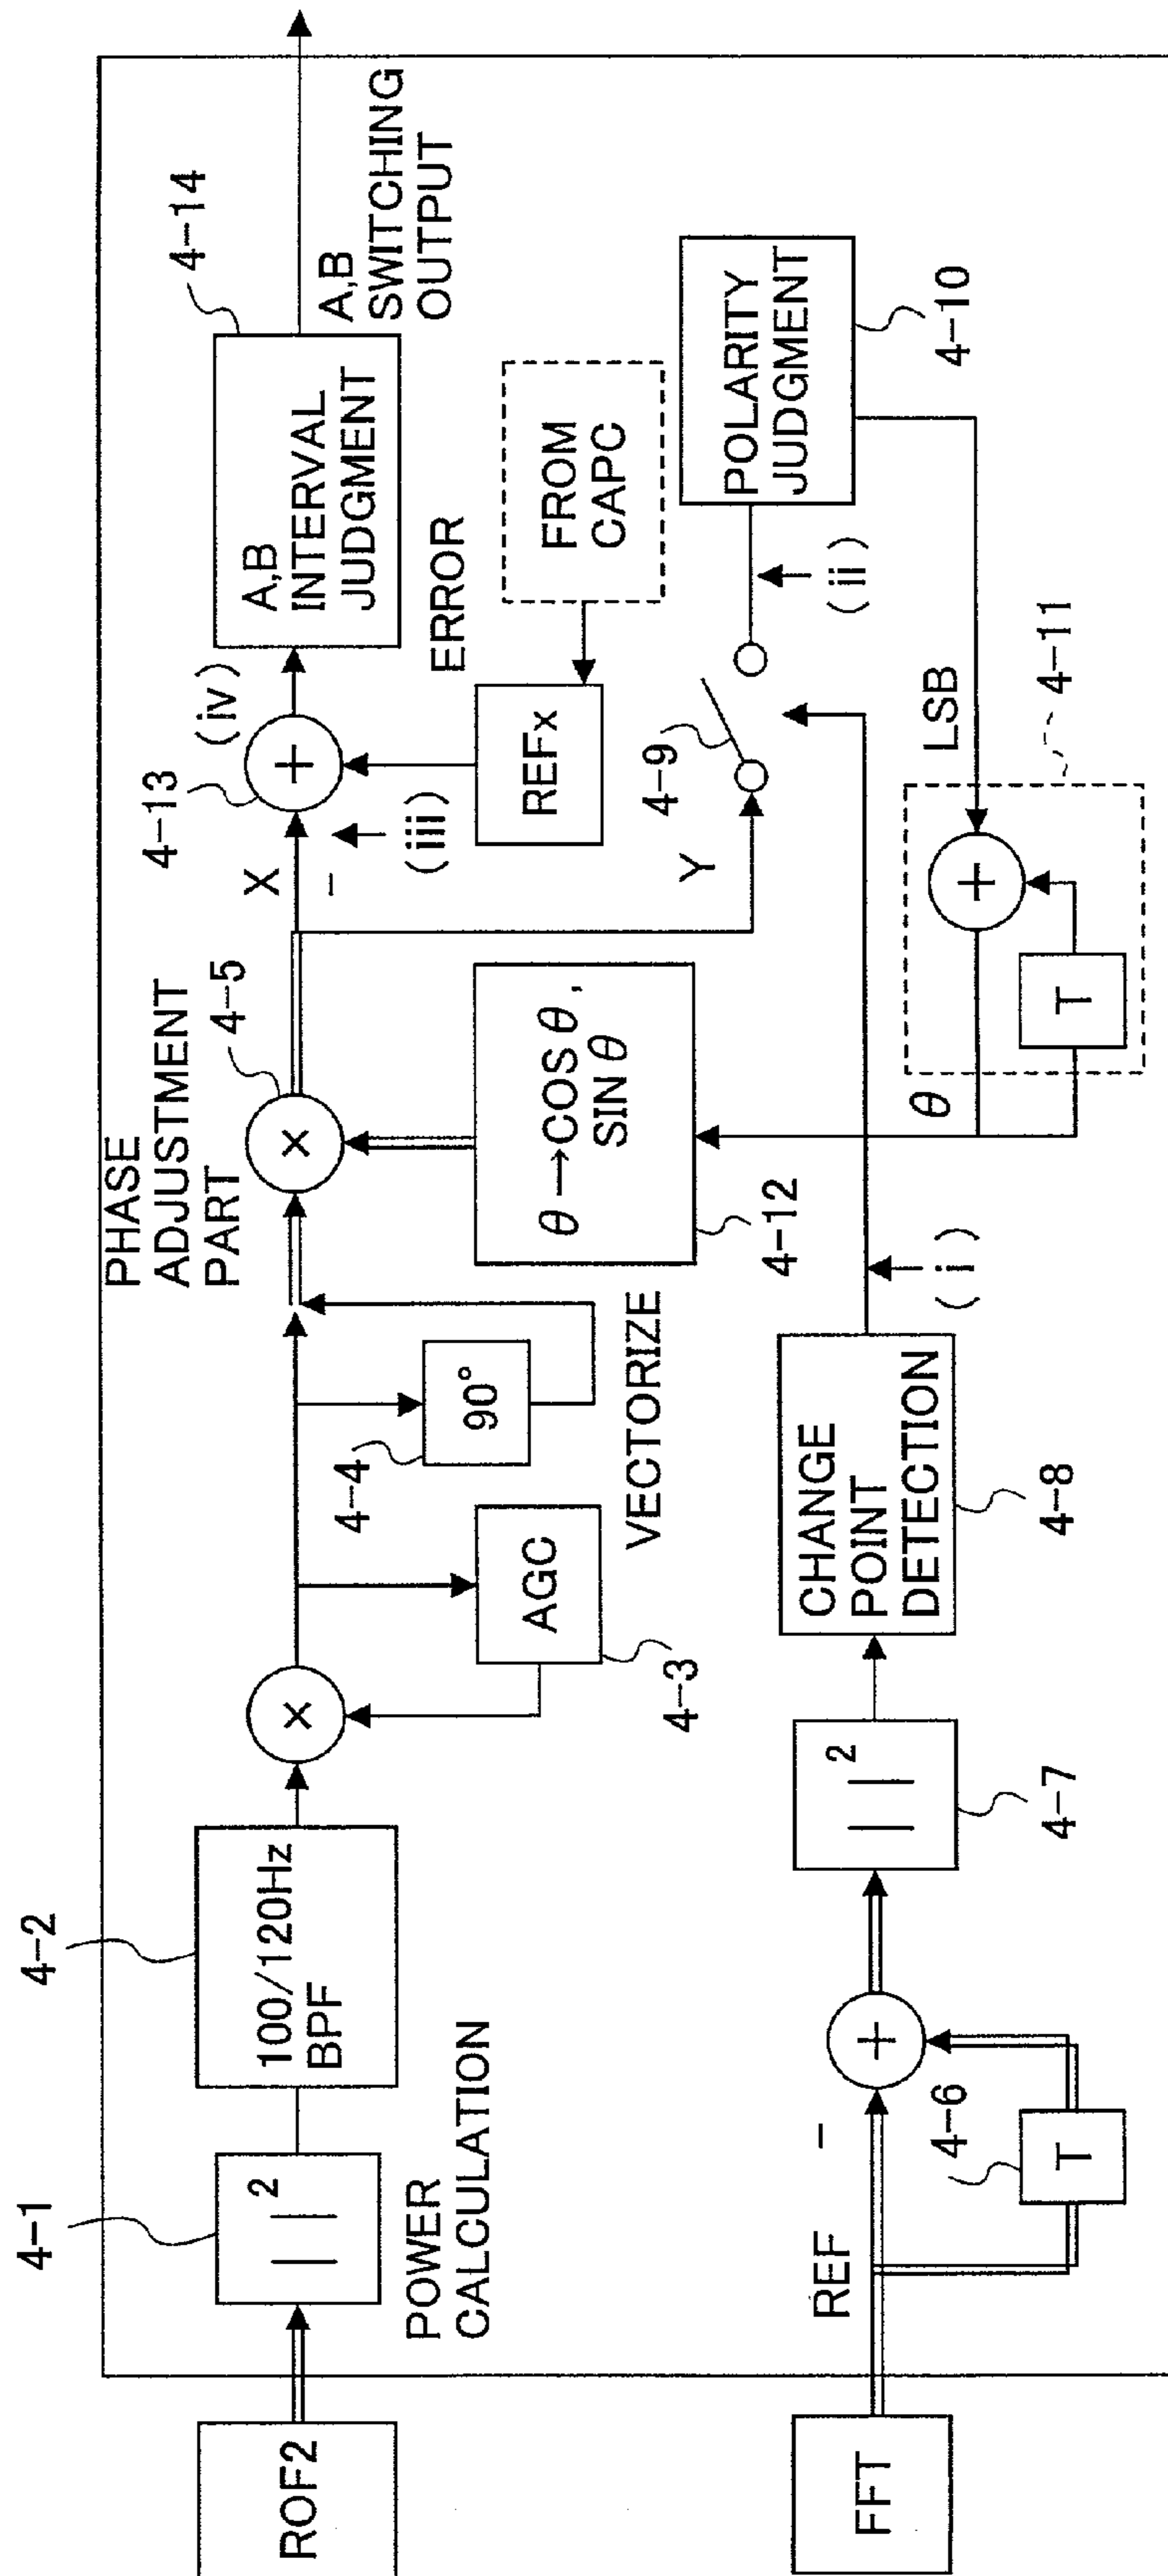 ROF2
4-1
| |²
POWER
CALCULATION
4-2
100/120Hz
BPF
×
AGC
4-3
4-4
90°
VECTORIZE
PHASE
ADJUSTMENT
PART
4-5
×
θ→COS θ,
SIN θ
4-12
X
-
(iii)
4-13
+
(iv)
REFx
ERROR
FROM
CAPC
A,B
INTERVAL
JUDGMENT
4-14
A,B
SWITCHING
OUTPUT
FFT
REF
-
4-6
T
+
| |²
4-7
CHANGE
POINT
DETECTION
4-8
(i)
Y
4-9
(ii)
POLARITY
JUDGMENT
4-10
LSB
4-11
+
T
θ